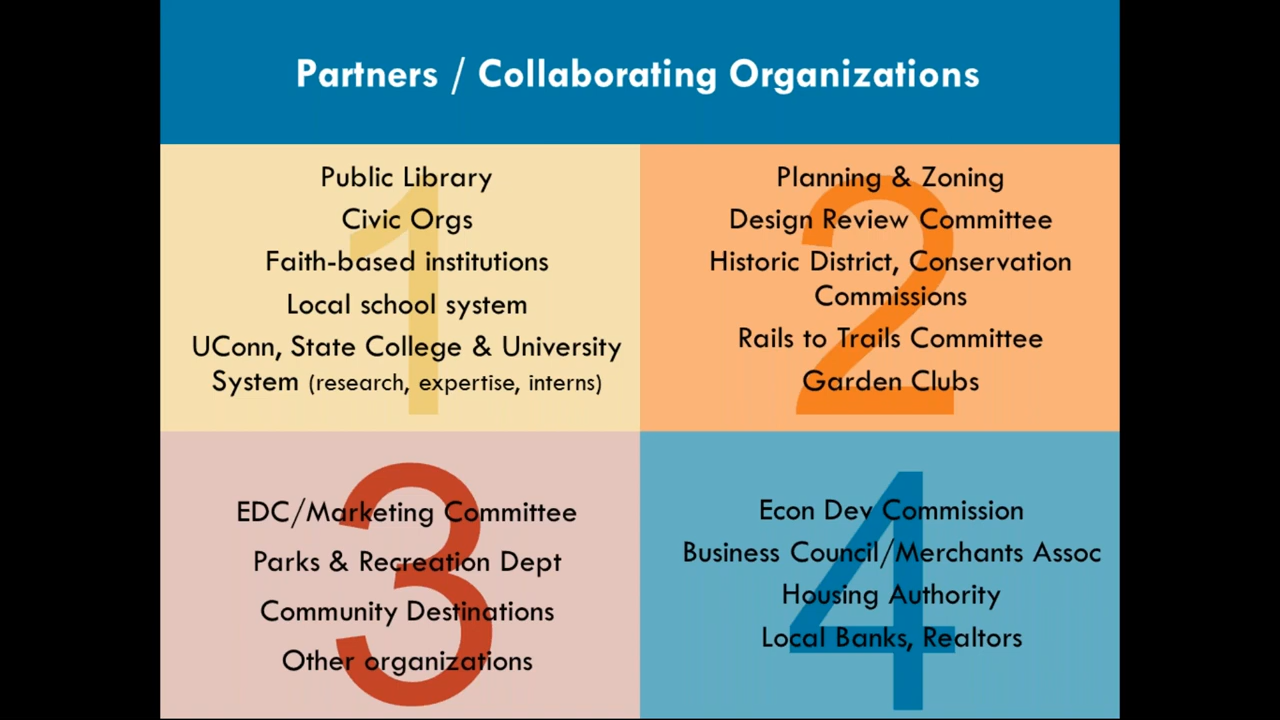 Partners / Collaborating Organizations
1
Public Library
Civic Orgs
Faith-based institutions
Local school system
UConn, State College & University
System (research, expertise, interns)
2
Planning & Zoning
Design Review Committee
Historic District, Conservation
Commissions
Rails to Trails Committee
Garden Clubs
3
EDC/Marketing Committee
Parks & Recreation Dept
Community Destinations
Other organizations
4
Econ Dev Commission
Business Council/Merchants Assoc
Housing Authority
Local Banks, Realtors